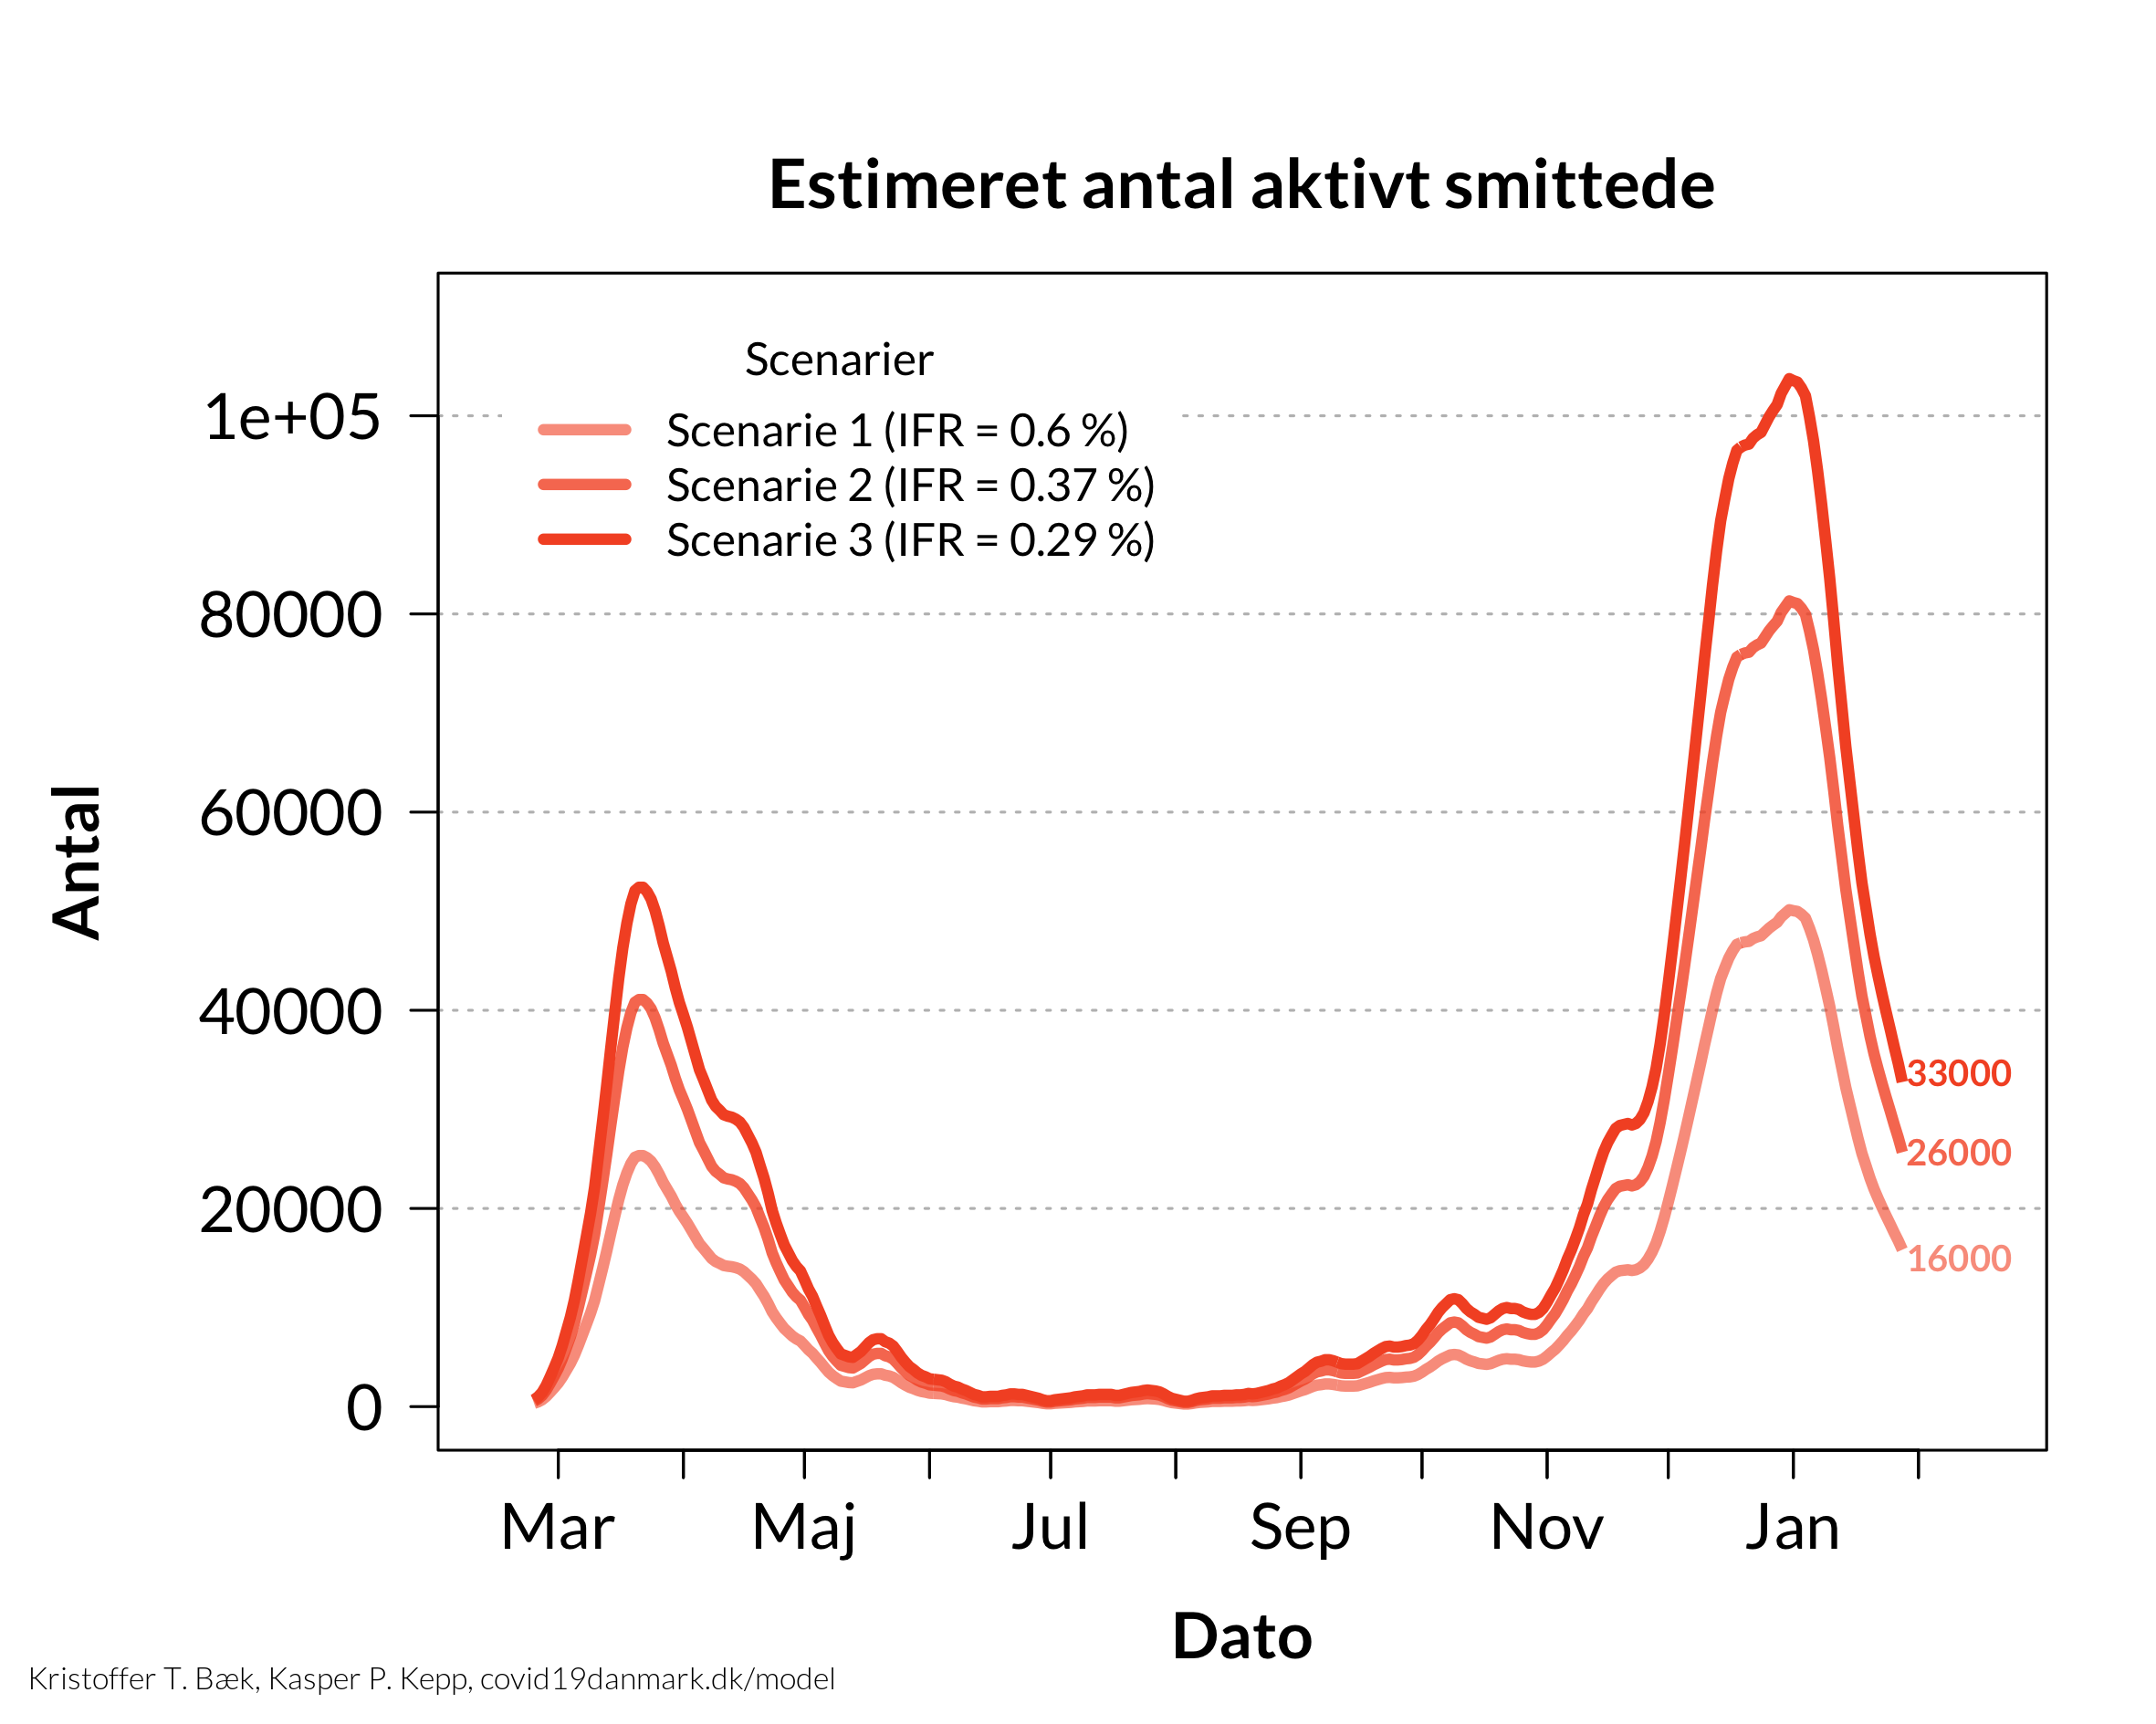 Estimeret antal aktivt smittede
Scenarier
Scenarie 1 (IFR = 0.6 %)
Scenarie 2 (IFR = 0.37 %)
Scenarie 3 (IFR = 0.29 %)
Antal
1e+05
80000
60000
40000
20000
0
33000
26000
16000
Mar Maj Jul Sep Nov Jan
Dato
Kristoffer T. Bæk, Kasper P. Kepp, covid19danmark.dk/model